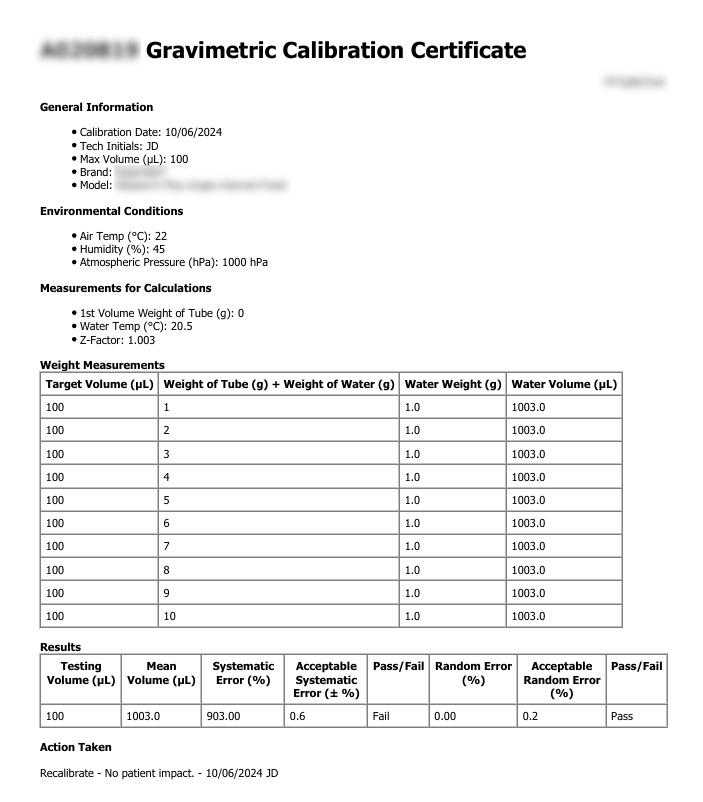 Gravimetric Calibration Certificate
General Information
• Calibration Date: 10/06/2024
• Tech Initials: JD
• Max Volume (µL): 100
• Brand:
• Model:
Environmental Conditions
• Air Temp (°C): 22
• Humidity (%): 45
• Atmospheric Pressure (hPa): 1000 hPa
Measurements for Calculations
• 1st Volume Weight of Tube (g): 0
• Water Temp (°C): 20.5
• Z-Factor: 1.003
Weight Measurements
Target Volume (µL) Weight of Tube (g) + Weight of Water (g) Water Weight (g) Water Volume (µL)
100 1 1.0 1003.0
100 2 1.0 1003.0
100 3 1.0 1003.0
100 4 1.0 1003.0
100 5 1.0 1003.0
100 6 1.0 1003.0
100 7 1.0 1003.0
100 8 1.0 1003.0
100 9 1.0 1003.0
100 10 1.0 1003.0
Results
Testing Volume (µL) Mean Volume (µL) Systematic Error (%) Acceptable Systematic Error (± %) Pass/Fail Random Error (%) Acceptable Random Error (%) Pass/Fail
100 1003.0 903.00 0.6 Fail 0.00 0.2 Pass
Action Taken
Recalibrate - No patient impact. - 10/06/2024 JD